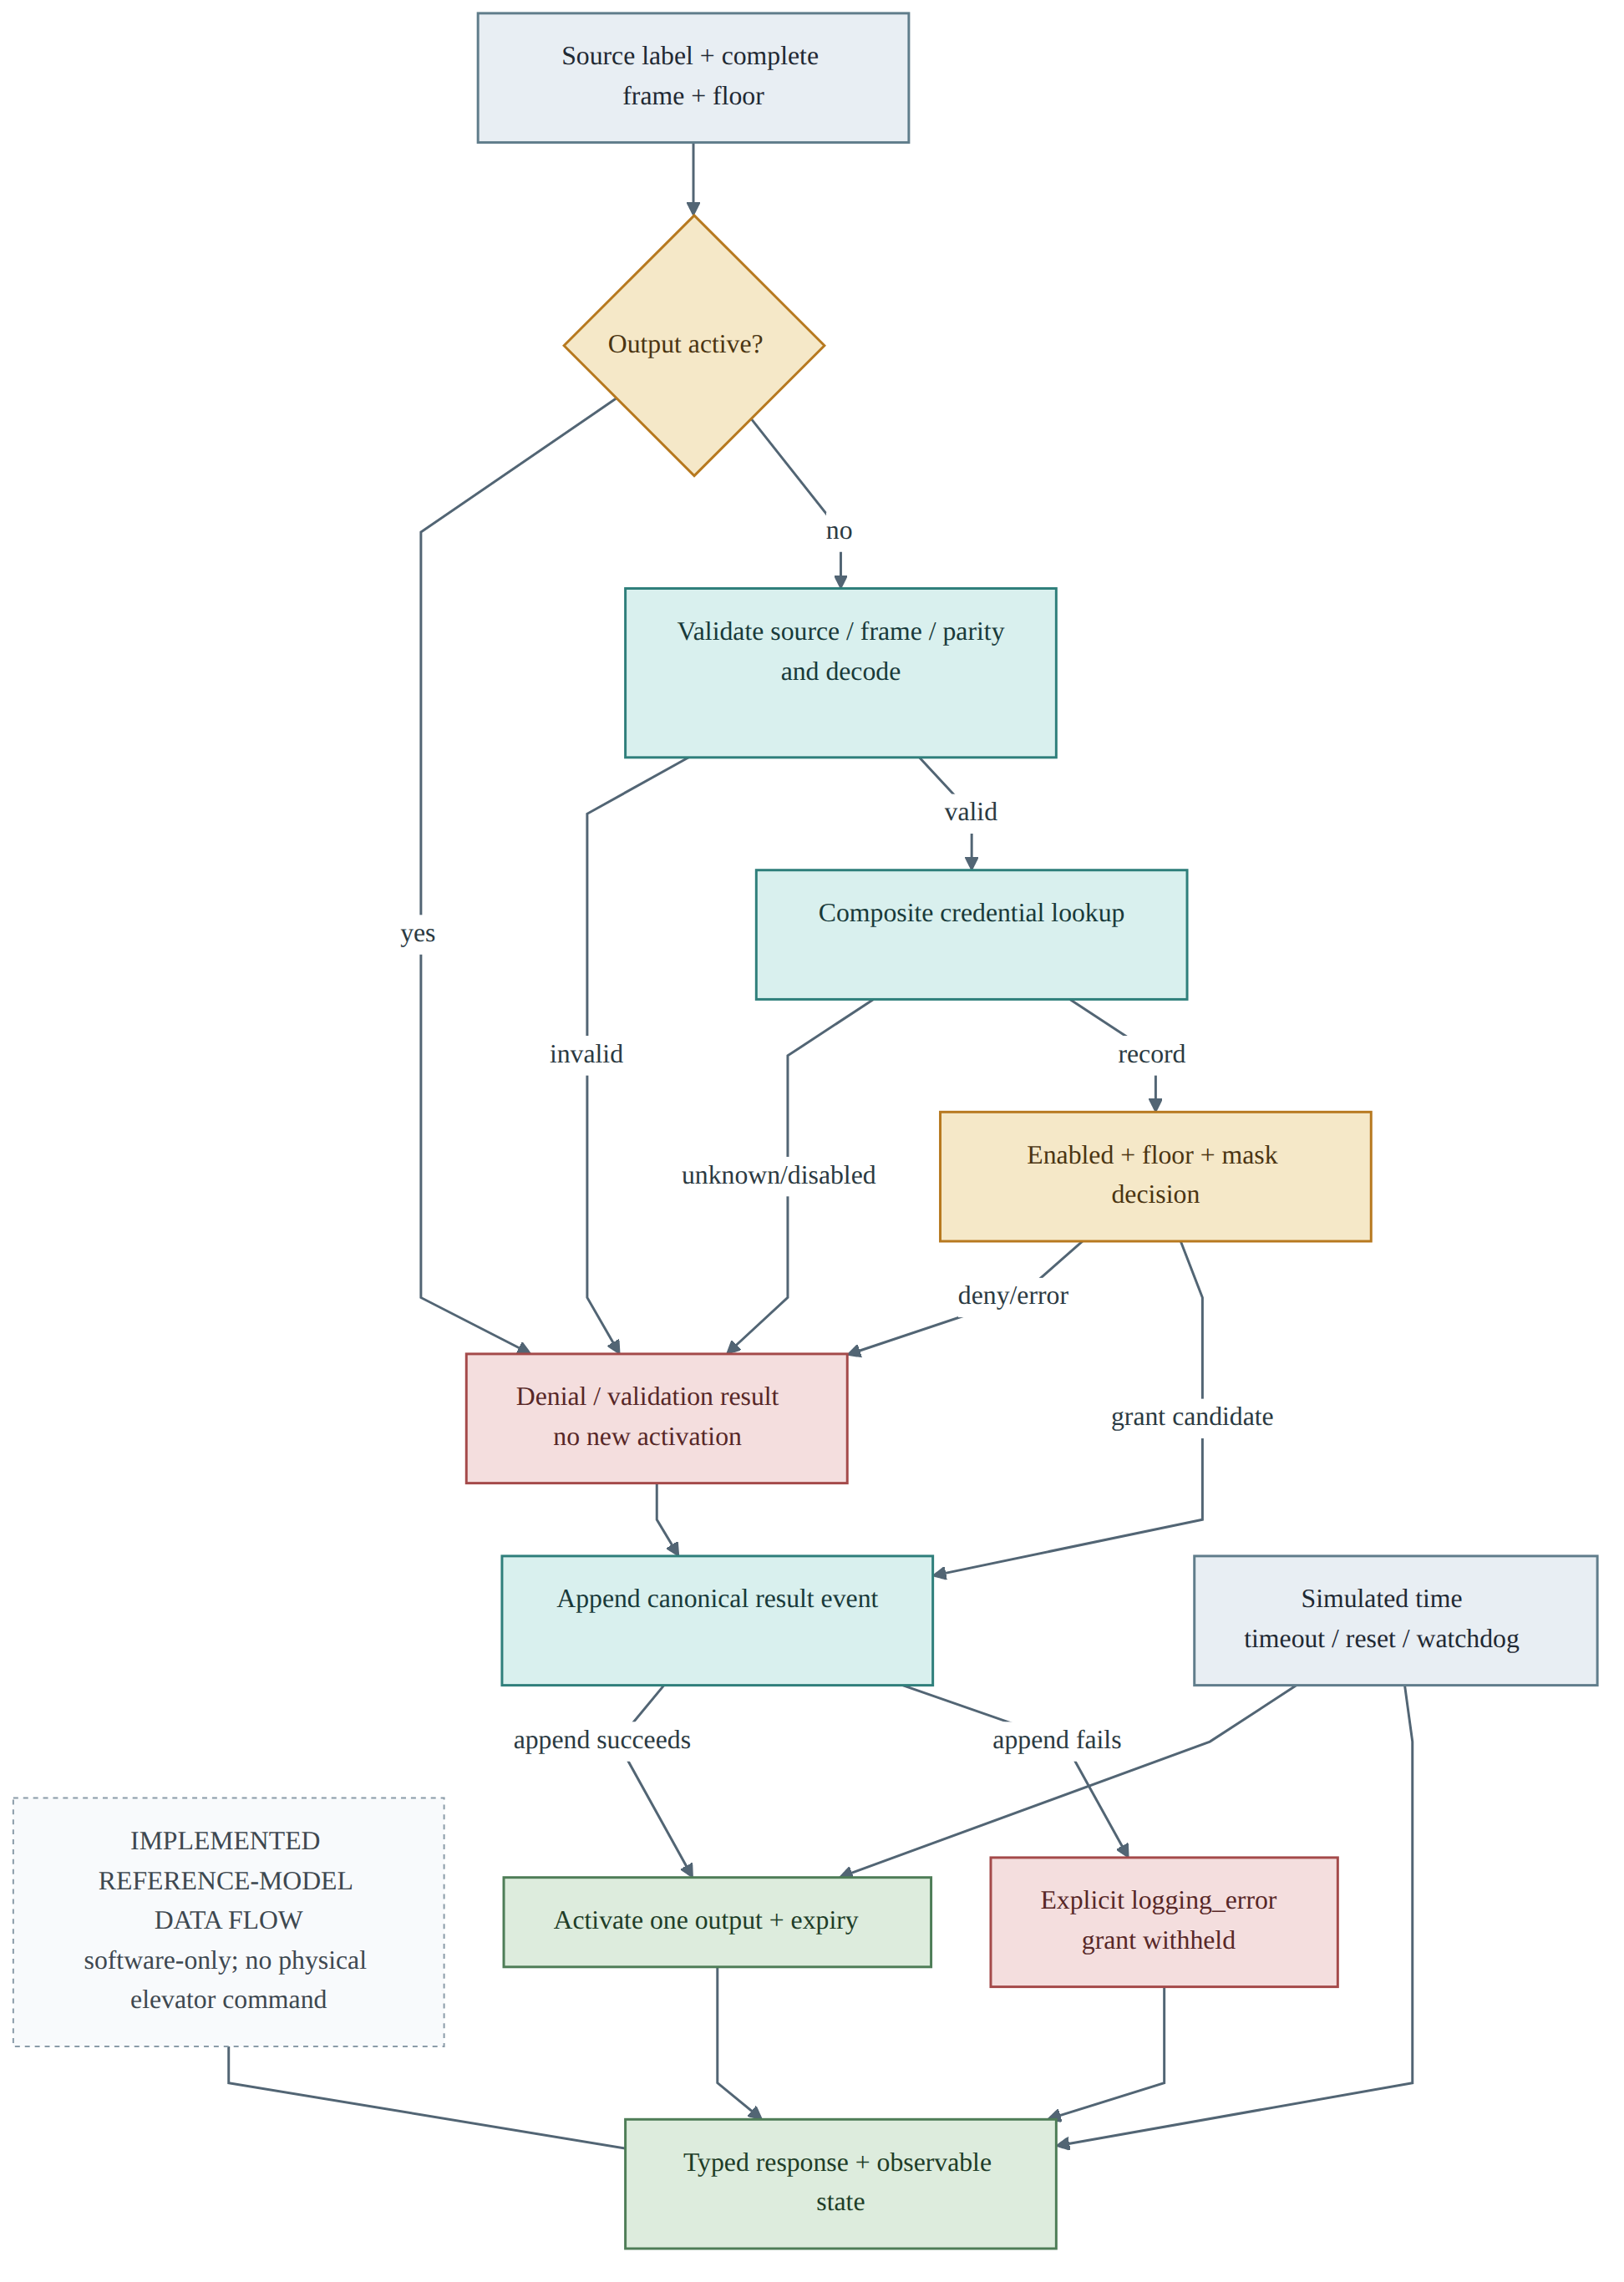 Source label + complete
frame + floor
Output active?
no
Validate source / frame / parity
and decode
valid
Composite credential lookup
yes
invalid
record
unknown/disabled
Enabled + floor + mask
decision
deny/error
Denial / validation result
no new activation
grant candidate
Append canonical result event
Simulated time
timeout / reset / watchdog
append succeeds
append fails
IMPLEMENTED
REFERENCE-MODEL
DATA FLOW
software-only; no physical
elevator command
Activate one output + expiry
Explicit logging_error
grant withheld
Typed response + observable
state